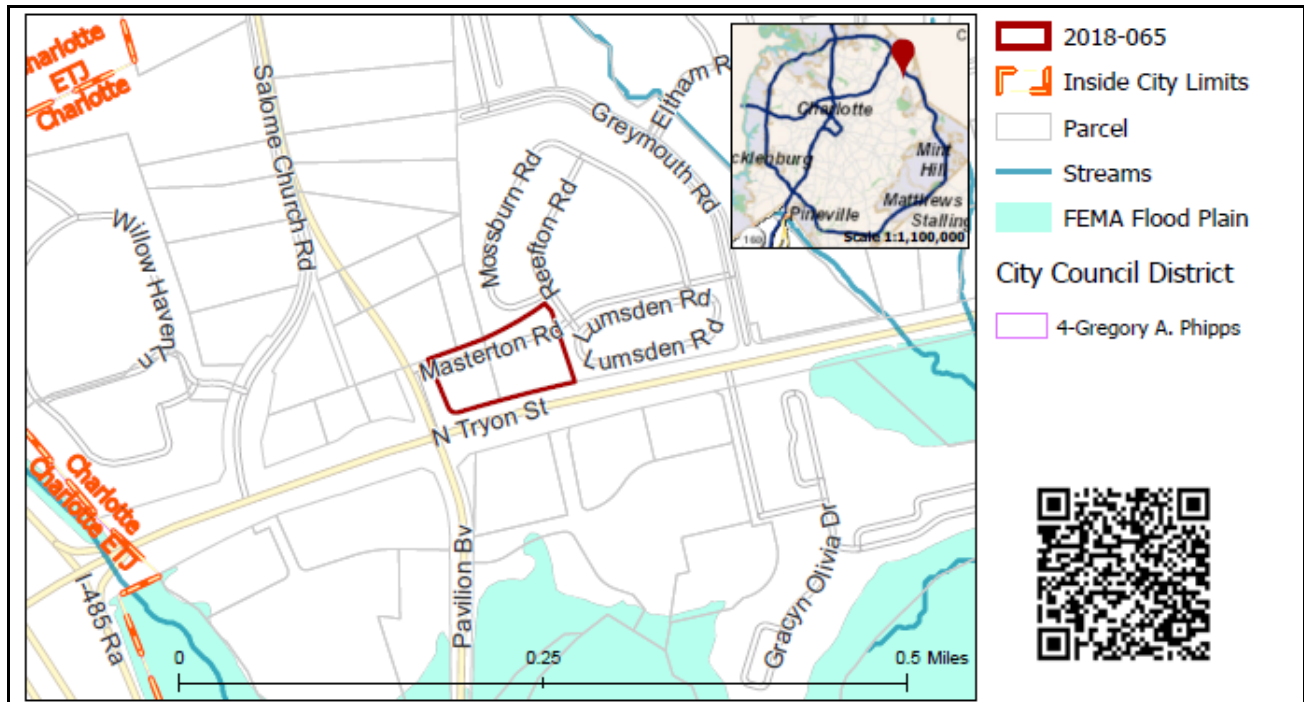 Charlotte
ETJ
Charlotte
Salome Church Rd
Willow Haven
Ln
Mossburn Rd
Reefton Rd
Greymouth Rd
Eltham R
Masterton Rd
Lumsden Rd
Lumsden Rd
N Tryon St
Pavilion Bv
Gracyn Olivia Dr
Charlotte
Charlotte ETJ
I-485 Ra
0
0.25
0.5 Miles
C
Charlotte
cklenburg
Mint
Hill
Matthews
Stalling
Pineville
160
Scale 1:1,100,000
2018-065
Inside City Limits
Parcel
Streams
FEMA Flood Plain
City Council District
4-Gregory A. Phipps